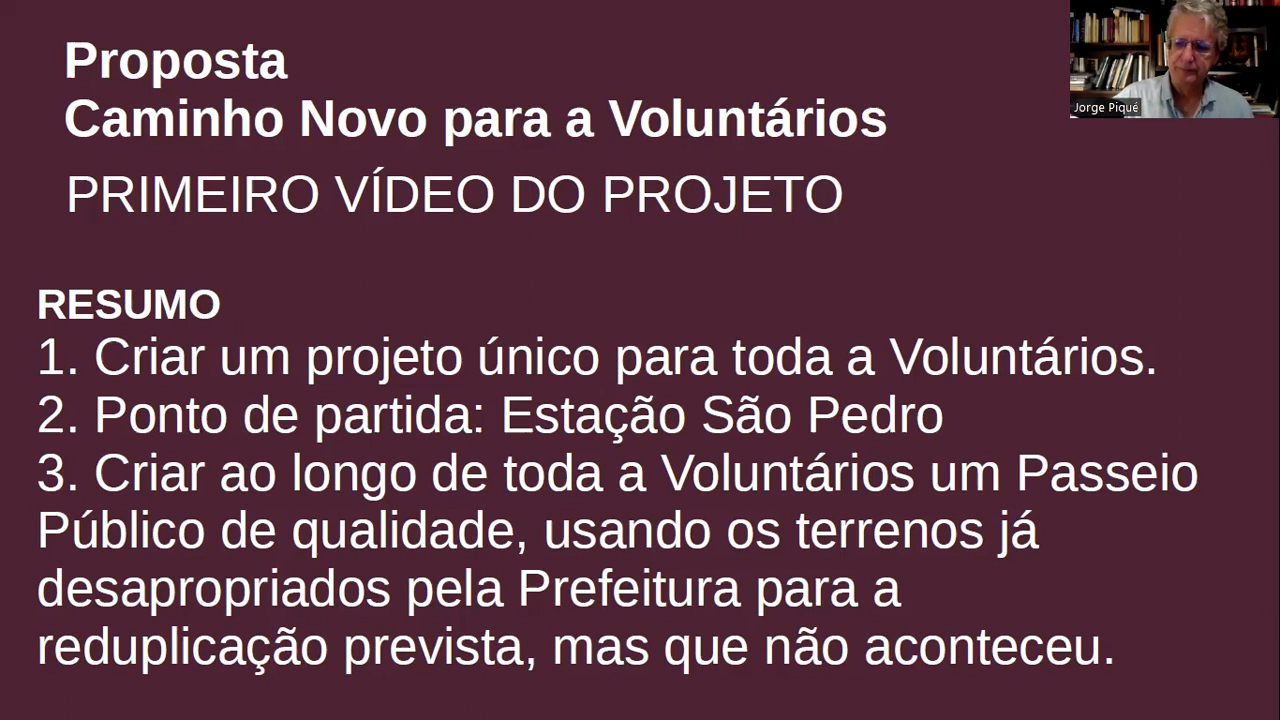 Proposta
Caminho Novo para a Voluntários
PRIMEIRO VÍDEO DO PROJETO
Jorge Piqué
RESUMO
1. Criar um projeto único para toda a Voluntários.
2. Ponto de partida: Estação São Pedro
3. Criar ao longo de toda a Voluntários um Passeio
Público de qualidade, usando os terrenos já
desapropriados pela Prefeitura para a
reduplicação prevista, mas que não aconteceu.